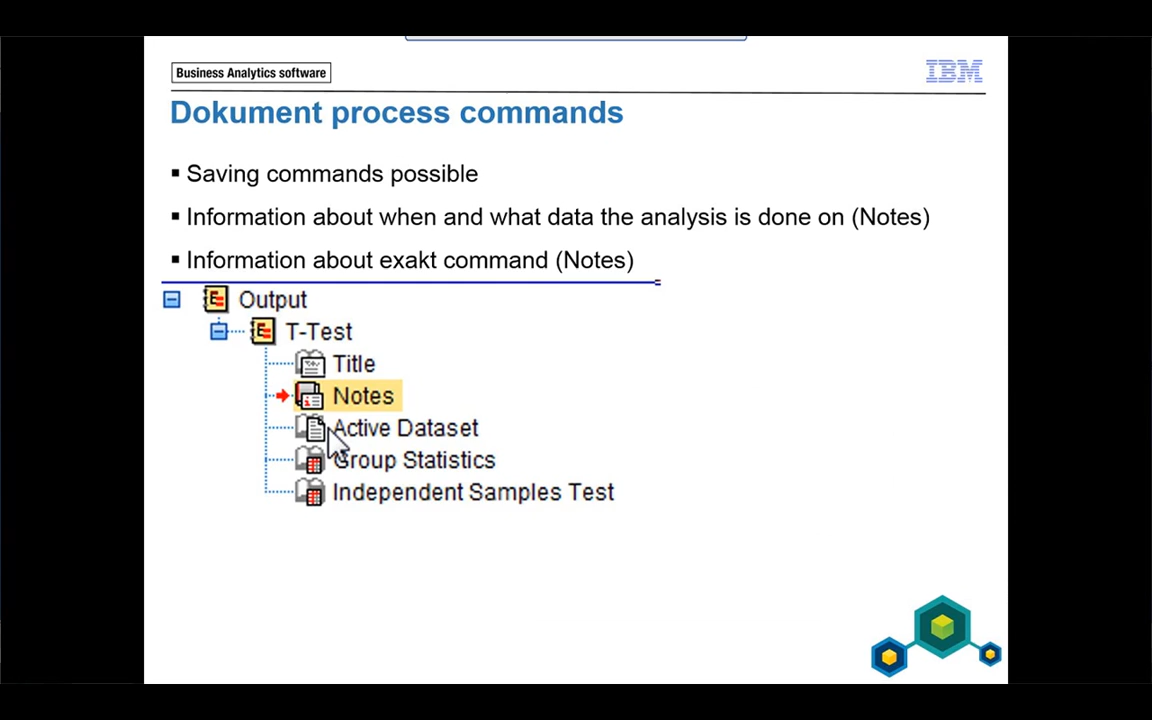 Business Analytics software
IBM
Dokument process commands
▪ Saving commands possible
▪ Information about when and what data the analysis is done on (Notes)
▪ Information about exakt command (Notes)
Output
T-Test
Title
Notes
Active Dataset
Group Statistics
Independent Samples Test